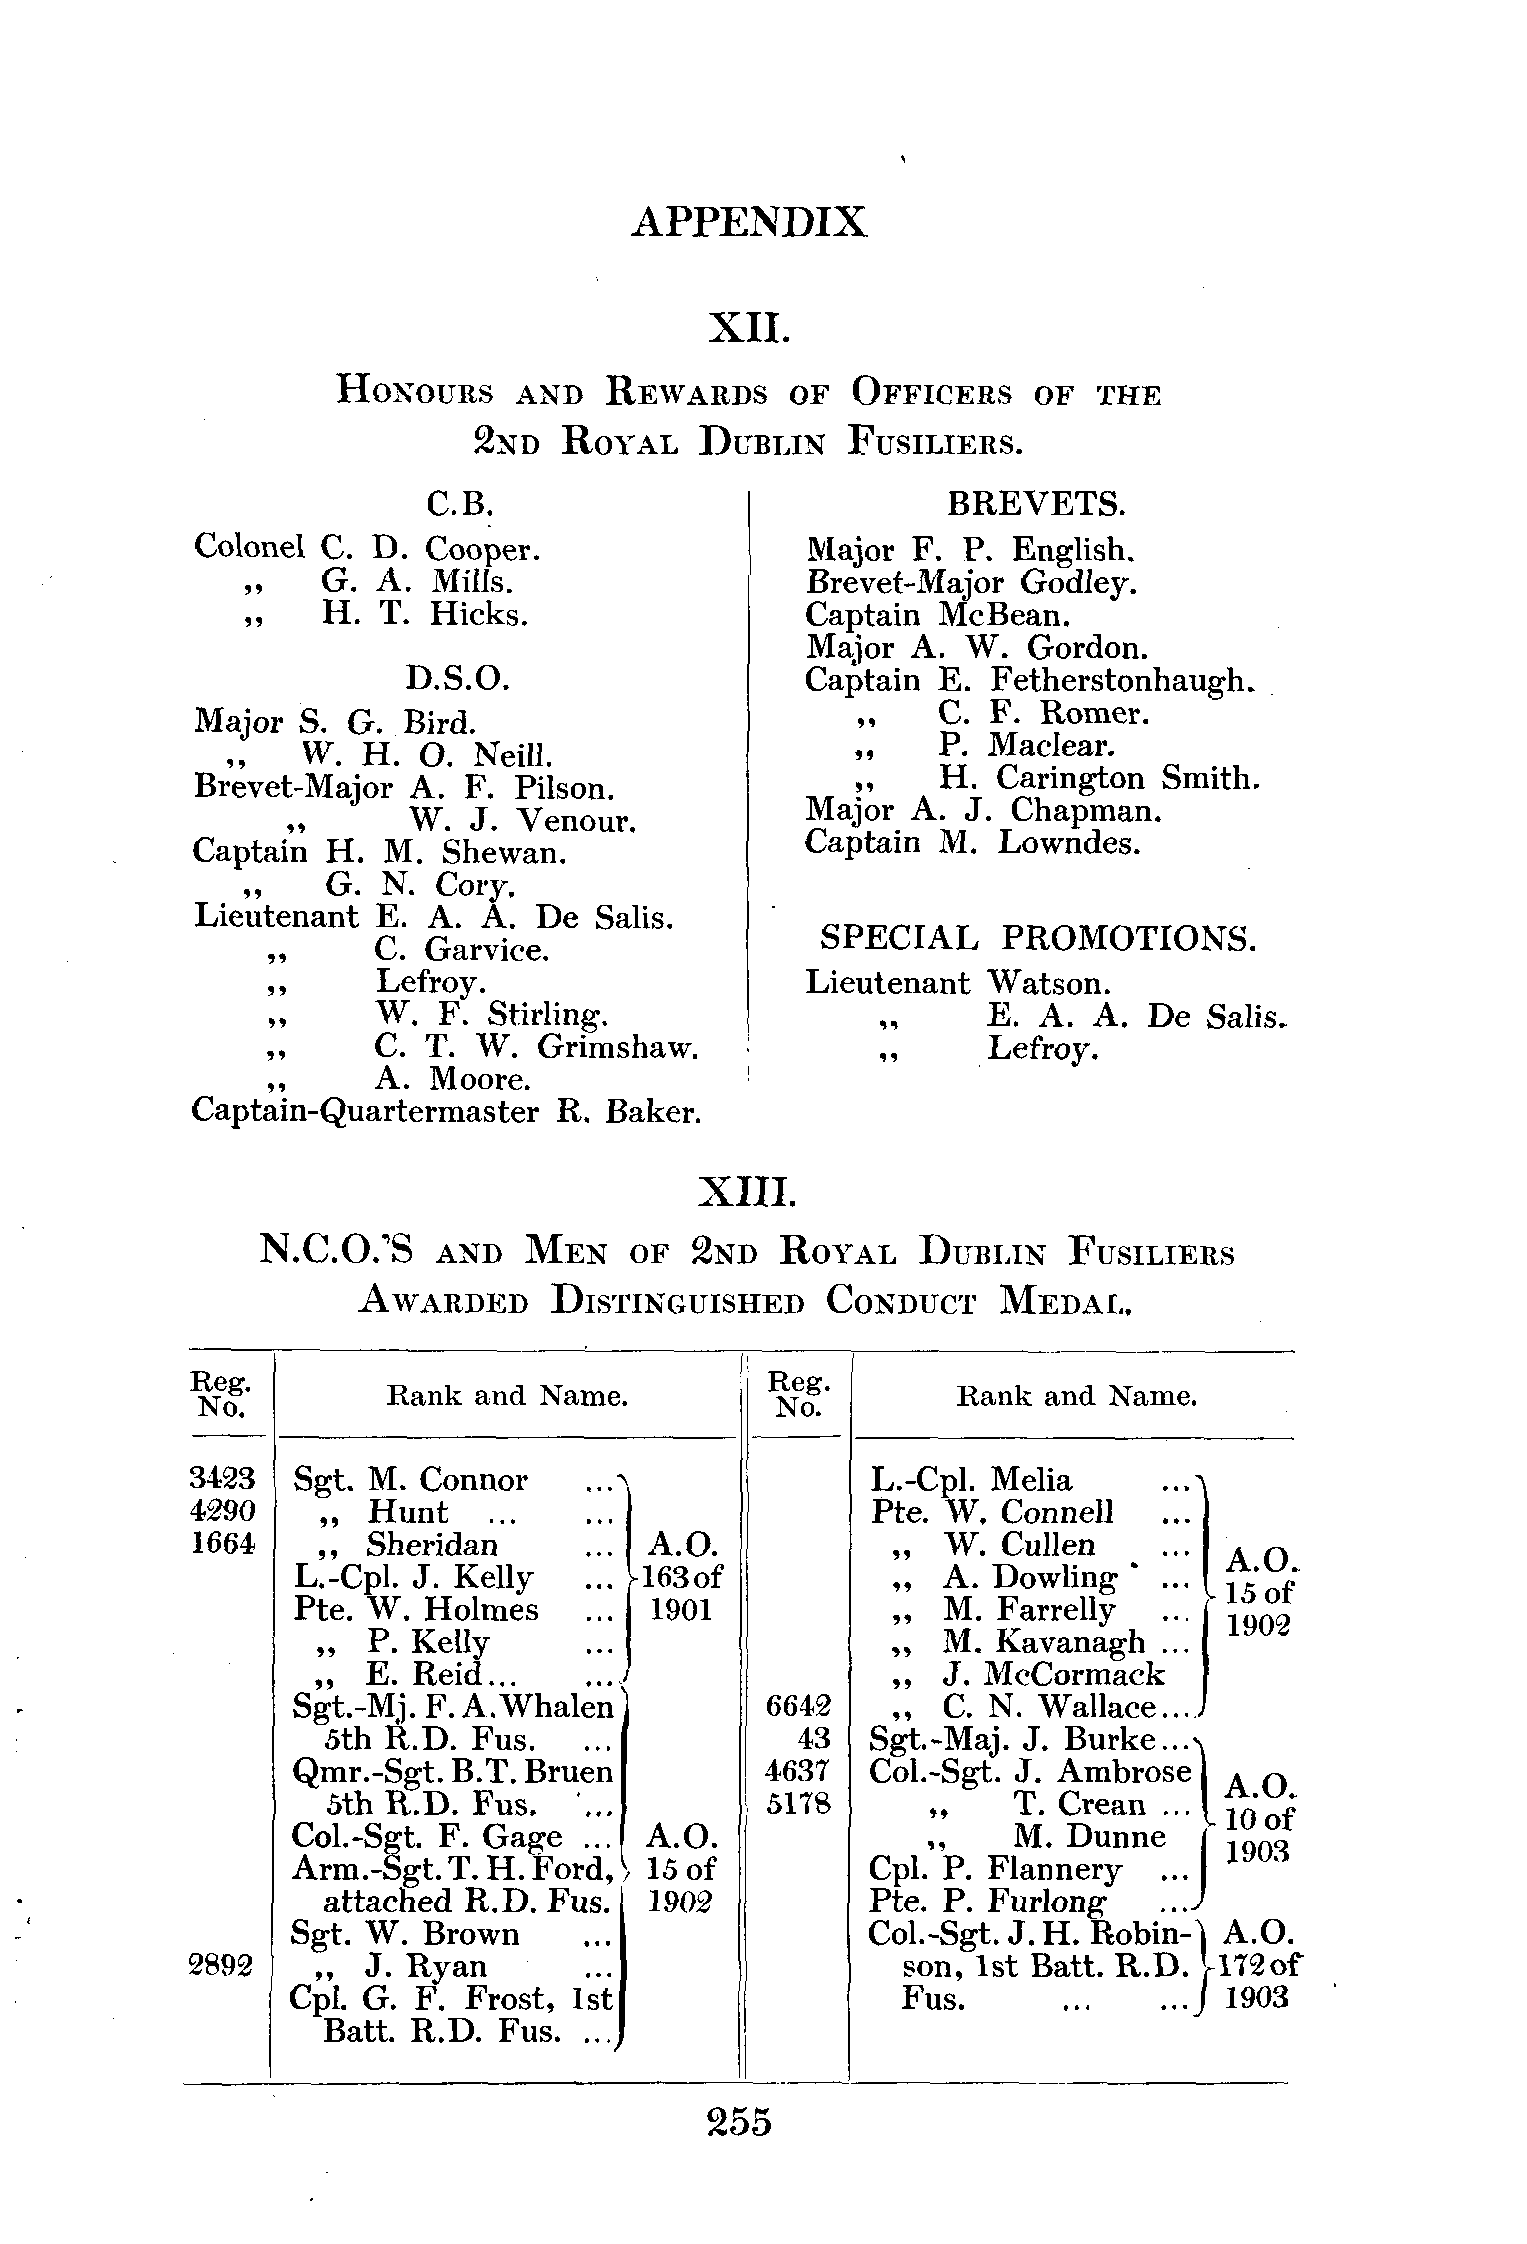 APPENDIX
XII.
HONOURS AND REWARDS OF OFFICERS OF THE
2ND ROYAL DUBLIN FUSILIERS.
C.B.
Colonel C. D. Cooper.
„ G. A. Mills.
„ H. T. Hicks.
D.S.O.
Major S. G. Bird.
„ W. H. O. Neill.
Brevet-Major A. F. Pilson.
„ W. J. Venour.
Captain H. M. Shewan.
„ G. N. Cory.
Lieutenant E. A. A. De Salis.
„ C. Garvice.
„ Lefroy.
„ W. F. Stirling.
„ C. T. W. Grimshaw.
„ A. Moore.
Captain-Quartermaster R. Baker.
BREVETS.
Major F. P. English.
Brevet-Major Godley.
Captain McBean.
Major A. W. Gordon.
Captain E. Fetherstonhaugh.
„ C. F. Romer.
„ P. Maclear.
„ H. Carington Smith.
Major A. J. Chapman.
Captain M. Lowndes.
SPECIAL PROMOTIONS.
Lieutenant Watson.
„ E. A. A. De Salis.
„ Lefroy.
XIII.
N.C.O.'S AND MEN OF 2ND ROYAL DUBLIN FUSILIERS
AWARDED DISTINGUISHED CONDUCT MEDAL.
Reg.
No.
Rank and Name.
3423 Sgt. M. Connor ...
4290 „ Hunt ... ...
1664 „ Sheridan ... A.O.
L.-Cpl. J. Kelly ... 163 of
Pte. W. Holmes ... 1901
„ P. Kelly ...
„ E. Reid... ...
Sgt.-Mj. F. A. Whalen
5th R.D. Fus. ...
Qmr.-Sgt. B. T. Bruen
5th R.D. Fus. ...
Col.-Sgt. F. Gage ... A.O.
Arm.-Sgt. T. H. Ford, 15 of
attached R.D. Fus. 1902
Sgt. W. Brown ...
2892 „ J. Ryan ...
Cpl. G. F. Frost, 1st
Batt. R.D. Fus. ...
Reg.
No.
Rank and Name.
L.-Cpl. Melia ...
Pte. W. Connell ...
„ W. Cullen ... A.O.
„ A. Dowling ... 15 of
„ M. Farrelly ... 1902
„ M. Kavanagh ...
„ J. McCormack
6642 „ C. N. Wallace...
43 Sgt.-Maj. J. Burke...
4637 Col.-Sgt. J. Ambrose A.O.
5178 „ T. Crean ... 10 of
„ M. Dunne 1903
Cpl. P. Flannery ...
Pte. P. Furlong ...
Col.-Sgt. J. H. Robin- A.O.
son, 1st Batt. R.D. 172 of
Fus. ... ... 1903
255